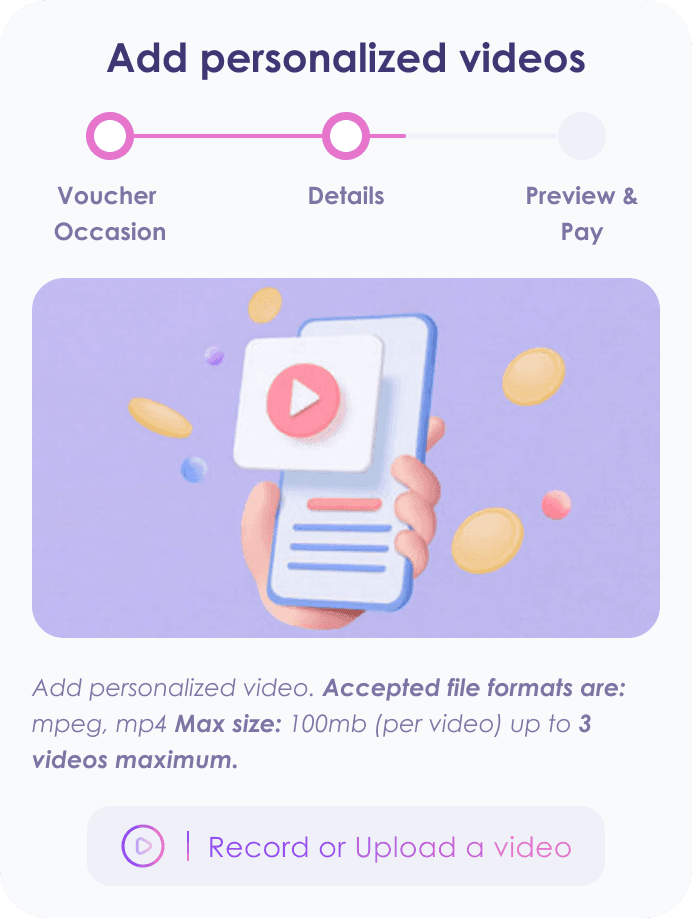 Add personalized videos
Voucher
Occasion
Details
Preview &
Pay
Add personalized video. Accepted file formats are:
mpeg, mp4 Max size: 100mb (per video) up to 3
videos maximum.
Record or Upload a video